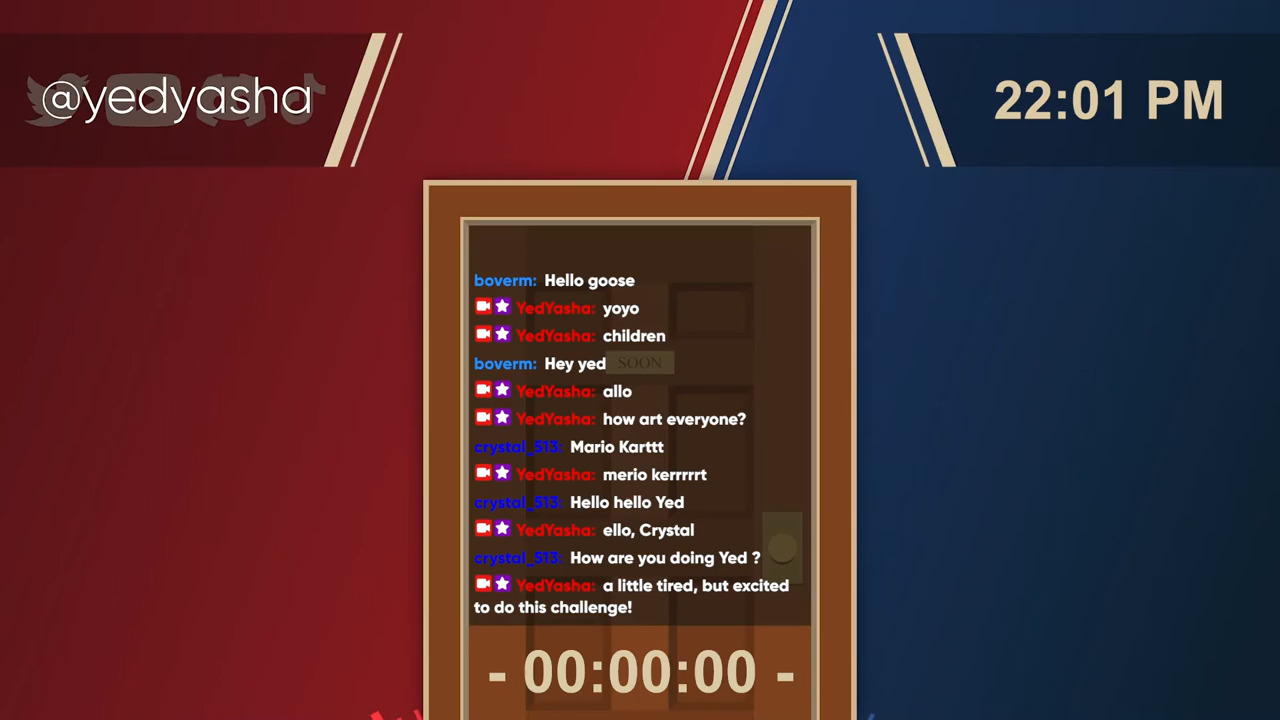 @yedyasha
22:01 PM
boverm: Hello goose
YedYasha: yoyo
YedYasha: children
boverm: Hey yed
SOON
YedYasha: allo
YedYasha: how art everyone?
crystal_513: Mario Karttt
YedYasha: merio kerrrrrt
crystal_513: Hello hello Yed
YedYasha: ello, Crystal
crystal_513: How are you doing Yed ?
YedYasha: a little tired, but excited
to do this challenge!
- 00:00:00 -